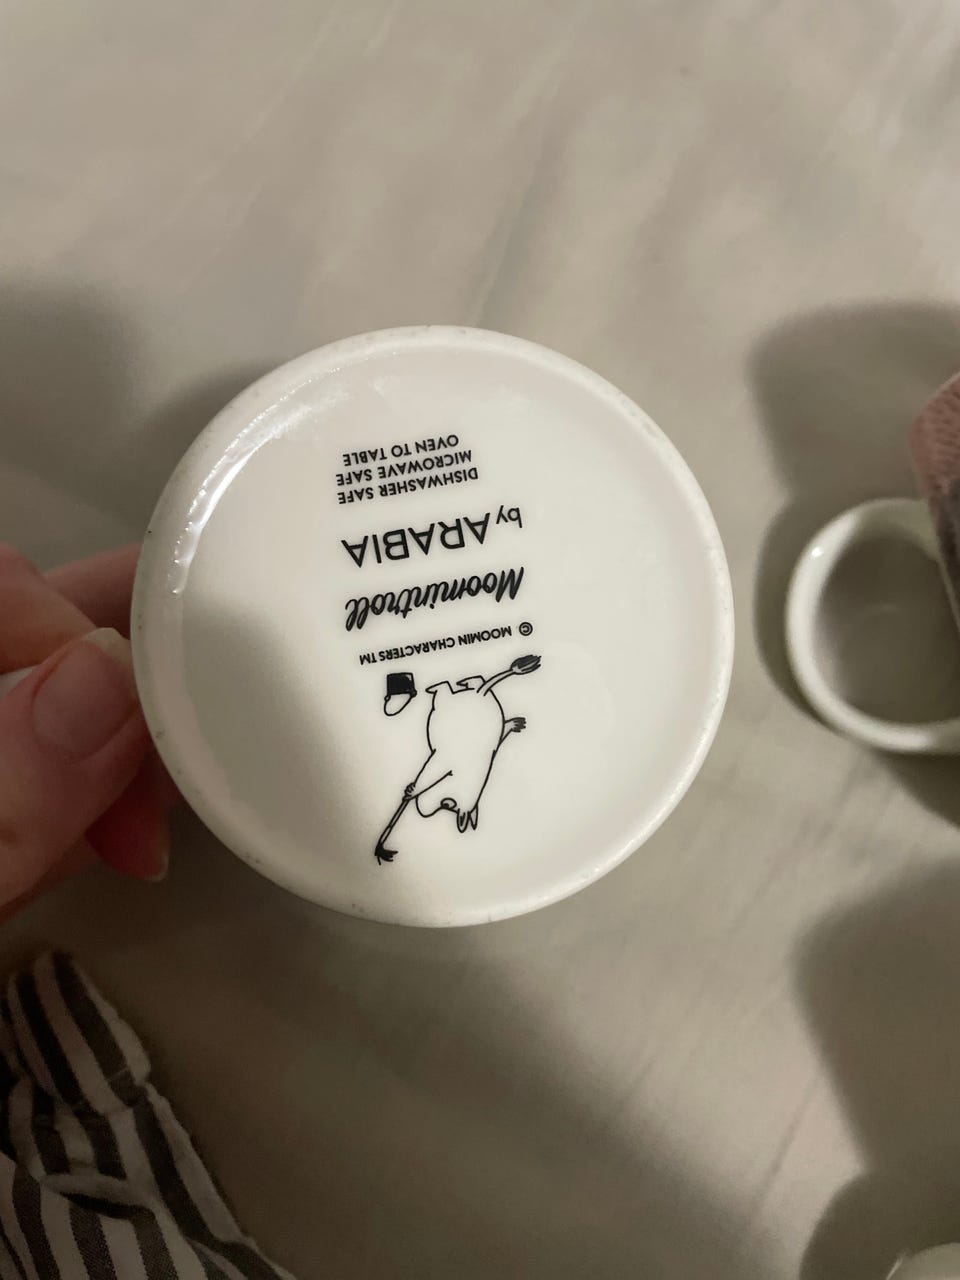 © MOOMIN CHARACTERS TM
Moomintroll
by ARABIA
DISHWASHER SAFE
MICROWAVE SAFE
OVEN TO TABLE